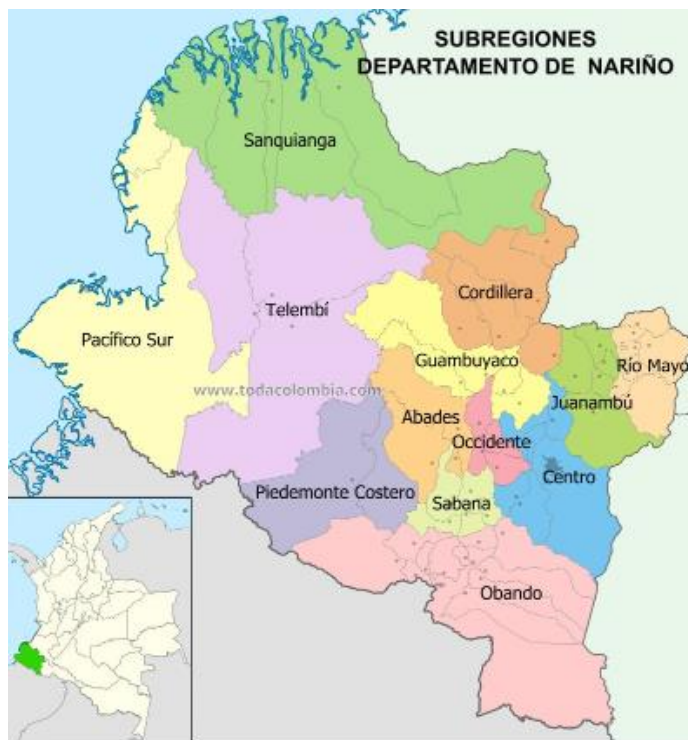 SUBREGIONES
DEPARTAMENTO DE NARIÑO
Sanquianga
Cordillera
Telembí
Pacífico Sur
Guambuyaco
Río Mayo
www.todacolombia.com
Juanambú
Abades
Occidente
Centro
Piedemonte Costero
Sabana
Obando